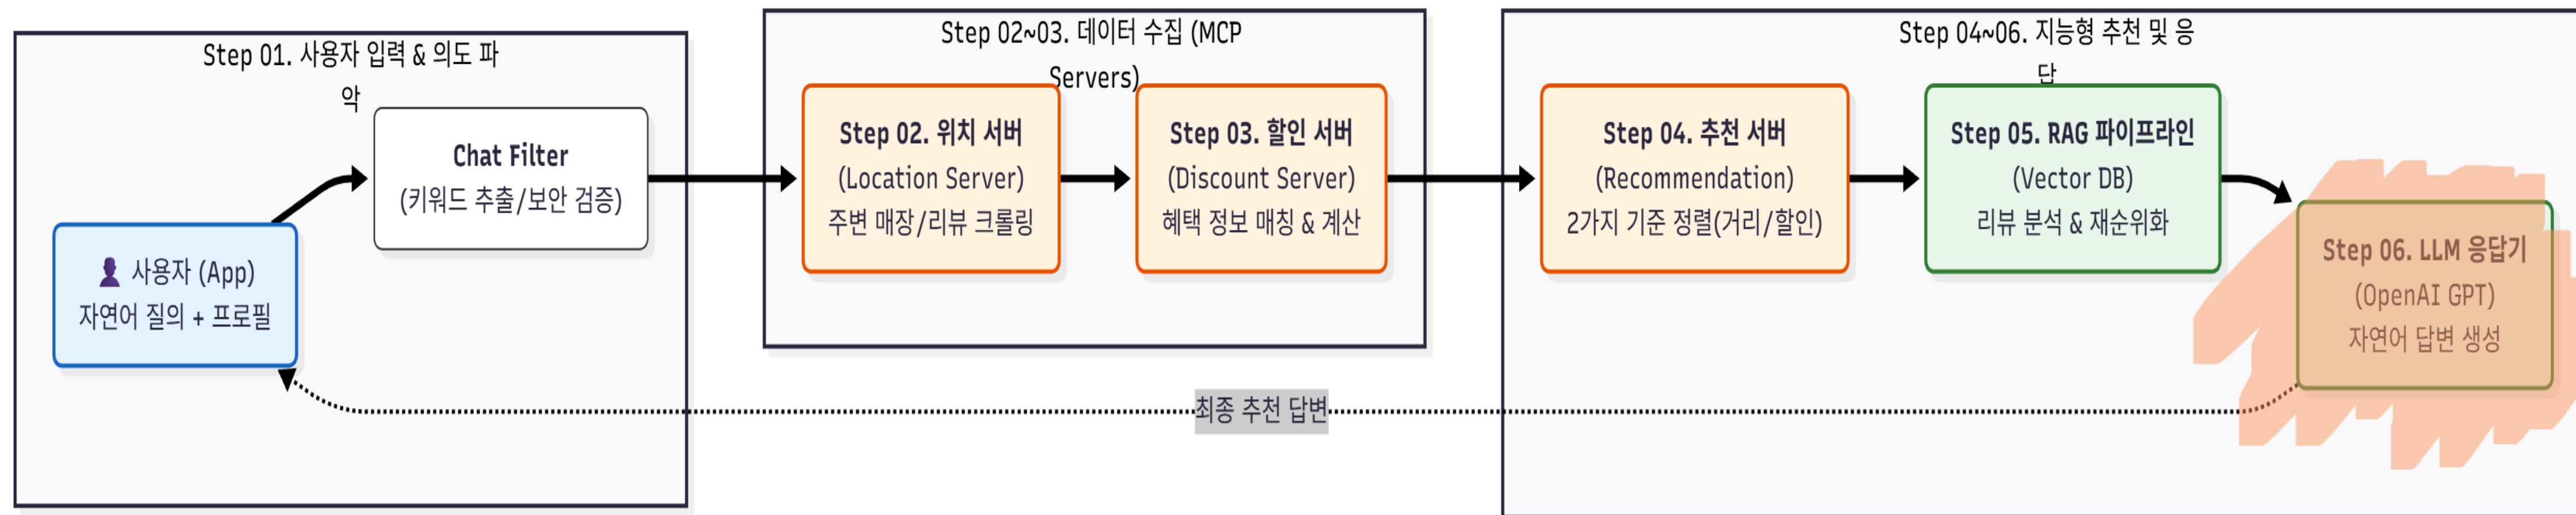 Step 01. 사용자 입력 & 의도 파
악
Chat Filter
(키워드 추출/보안 검증)
👤 사용자 (App)
자연어 질의 + 프로필
Step 02~03. 데이터 수집 (MCP
Servers)
Step 02. 위치 서버
(Location Server)
주변 매장/리뷰 크롤링
Step 03. 할인 서버
(Discount Server)
혜택 정보 매칭 & 계산
Step 04~06. 지능형 추천 및 응
답
Step 04. 추천 서버
(Recommendation)
2가지 기준 정렬(거리/할인)
Step 05. RAG 파이프라인
(Vector DB)
리뷰 분석 & 재순위화
Step 06. LLM 응답기
(OpenAI GPT)
자연어 답변 생성
최종 추천 답변